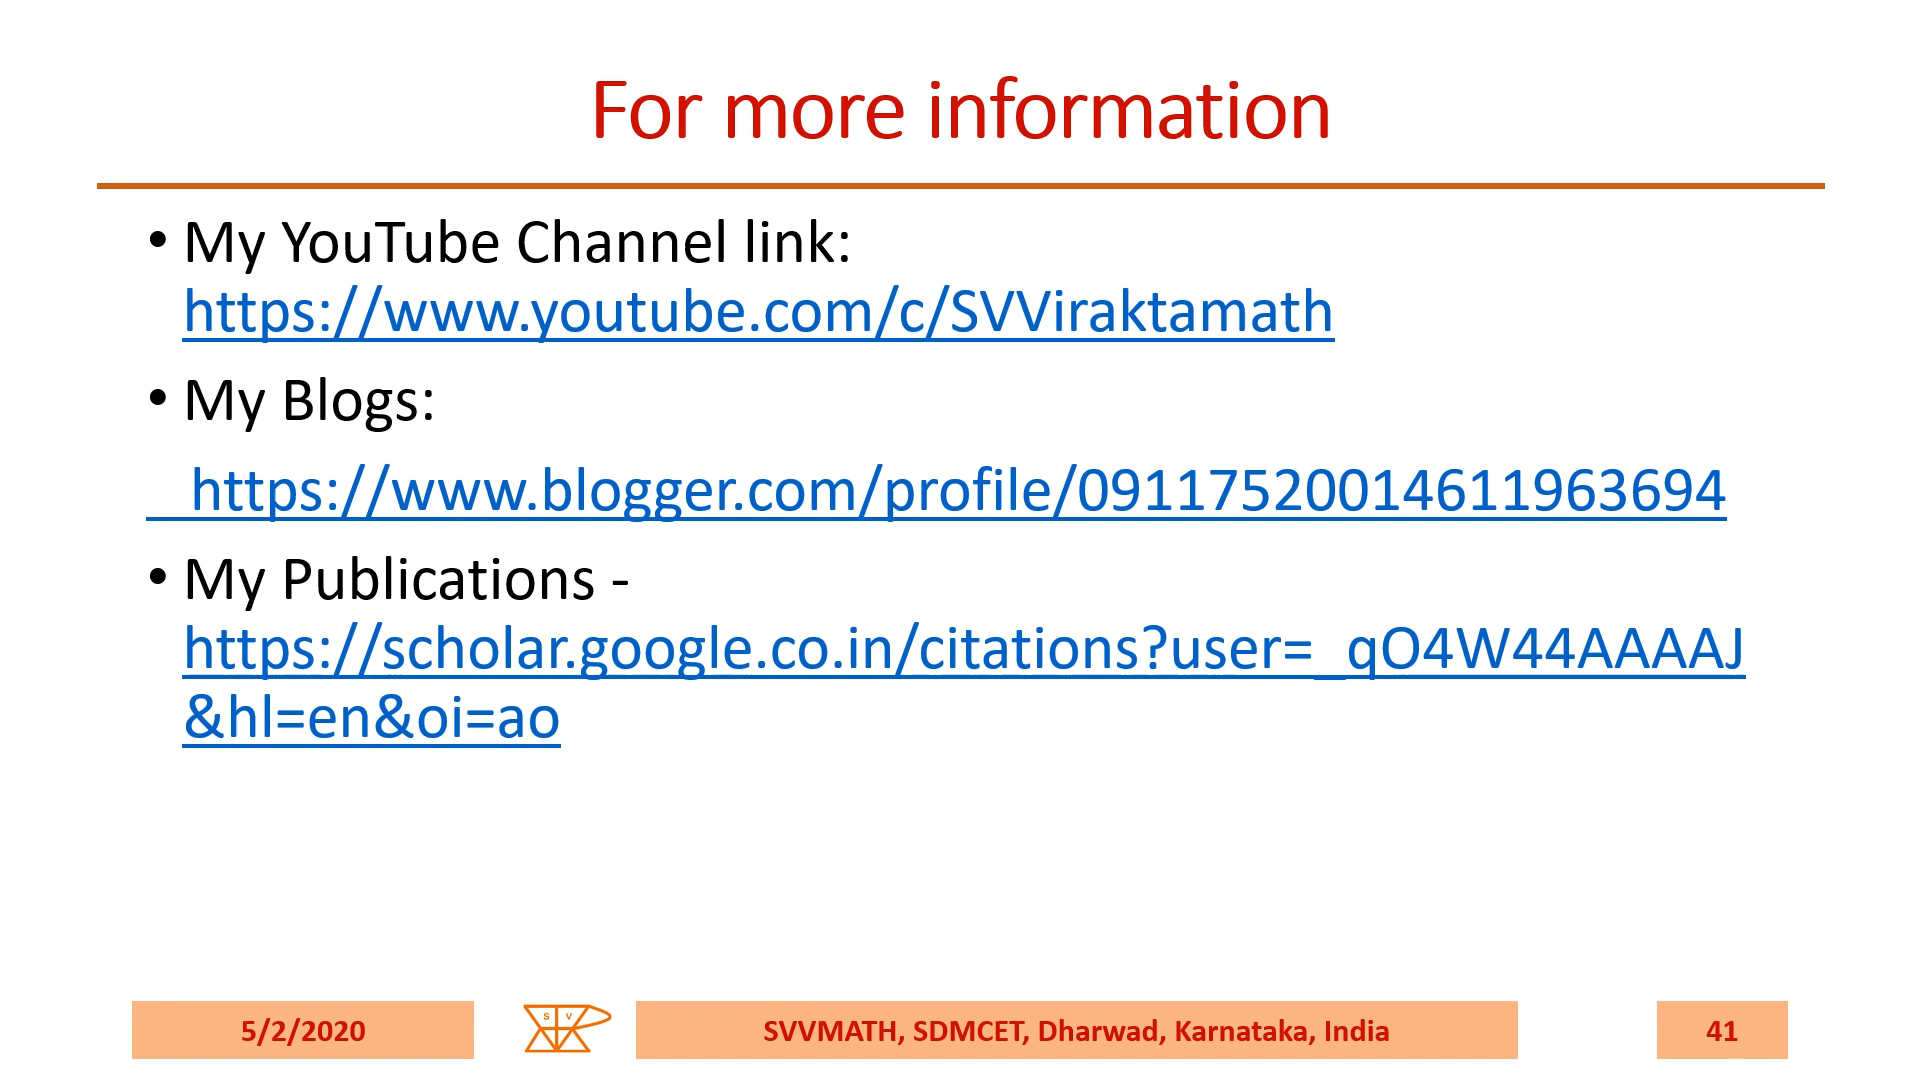 For more information
• My YouTube Channel link:
https://www.youtube.com/c/SVViraktamath
• My Blogs:
https://www.blogger.com/profile/09117520014611963694
• My Publications -
https://scholar.google.co.in/citations?user=_qO4W44AAAAJ
&hl=en&oi=ao
5/2/2020
S V
SVVMATH, SDMCET, Dharwad, Karnataka, India
41